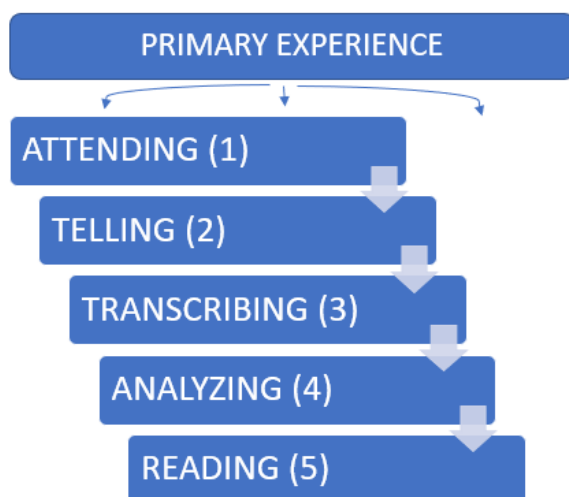 PRIMARY EXPERIENCE
ATTENDING (1)
TELLING (2)
TRANSCRIBING (3)
ANALYZING (4)
READING (5)